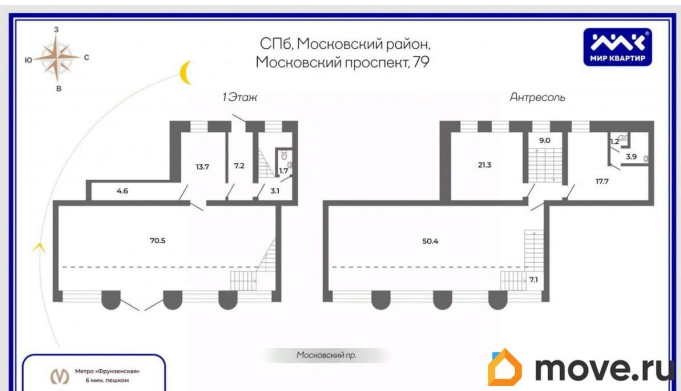 З
Ю
С
В
СПб, Московский район,
Московский проспект, 79
МИР КВАРТИР
1 Этаж
Антресоль
13.7
7.2
1.7
3.1
4.6
70.5
21.3
9.0
1.2
3.9
17.7
50.4
7.1
Московский пр.
Метро «Фрунзенская»
6 мин. пешком
move.ru